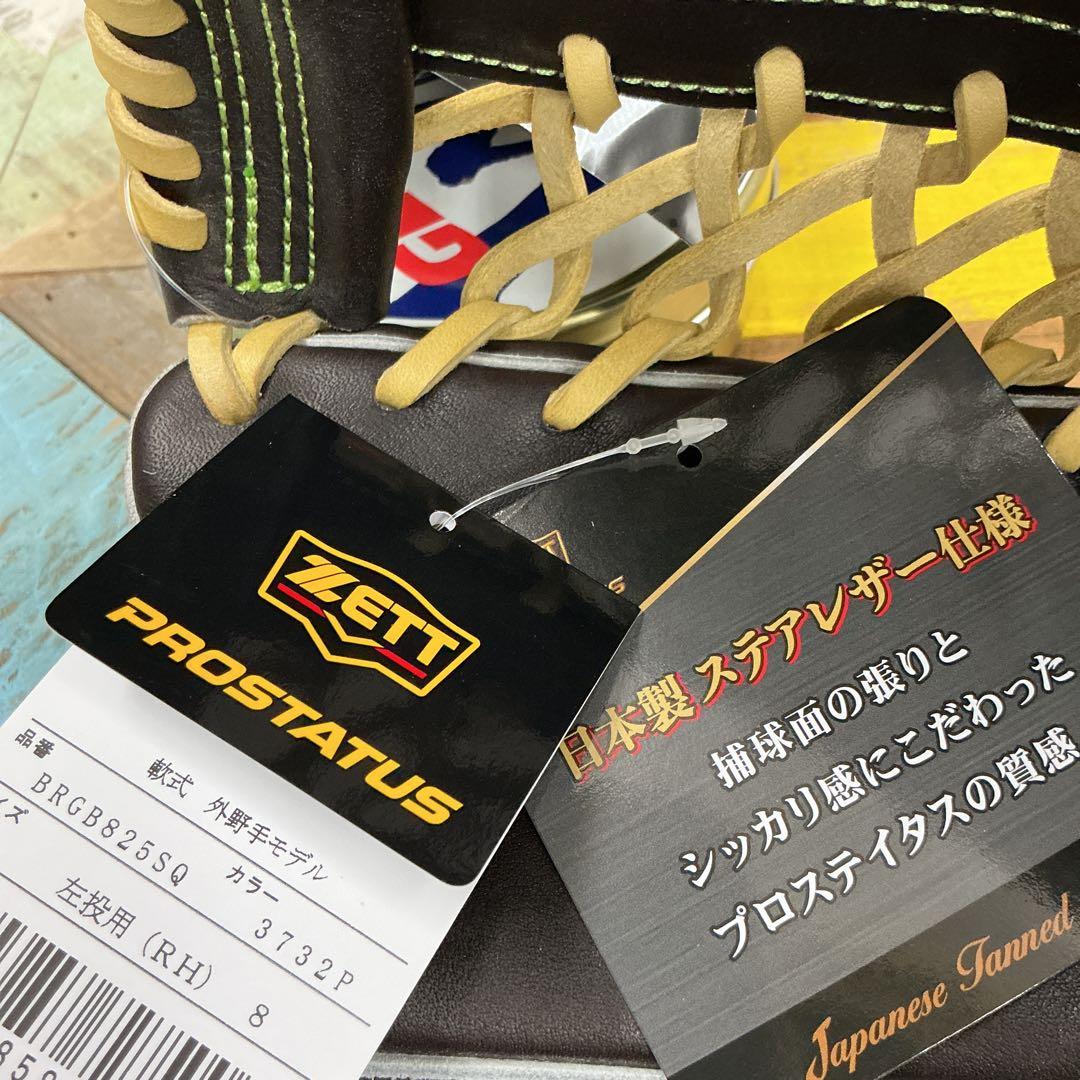 ZETT
PROSTATUS
軟式 外野手モデル
品番 カラー
BRGB825SQ 3732P
イズ
左投用 (RH) 8
日本製 ステアレザー仕様
捕球面の張りと
シッカリ感にこだわった
プロステイタスの質感
Japanese Tanned